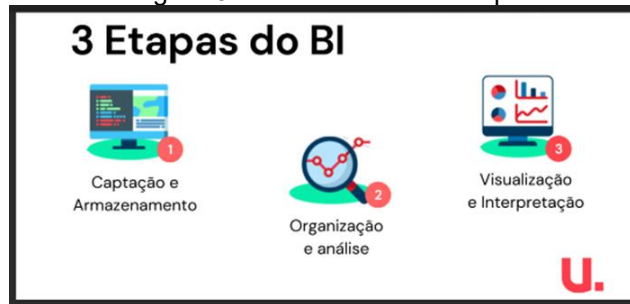 3 Etapas do BI
1
Captação e
Armazenamento
2
Organização
e análise
3
Visualização
e Interpretação
u.